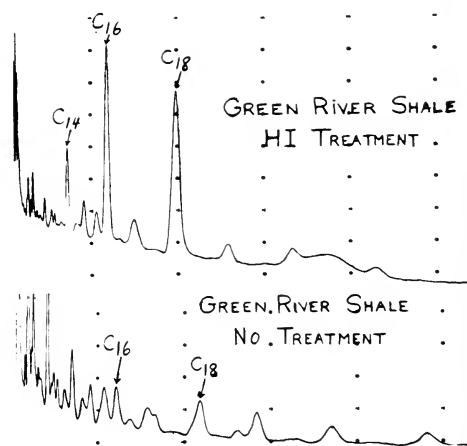 C16
C18
C14
GREEN RIVER SHALE
HI TREATMENT
GREEN RIVER SHALE
NO TREATMENT
C16
C18